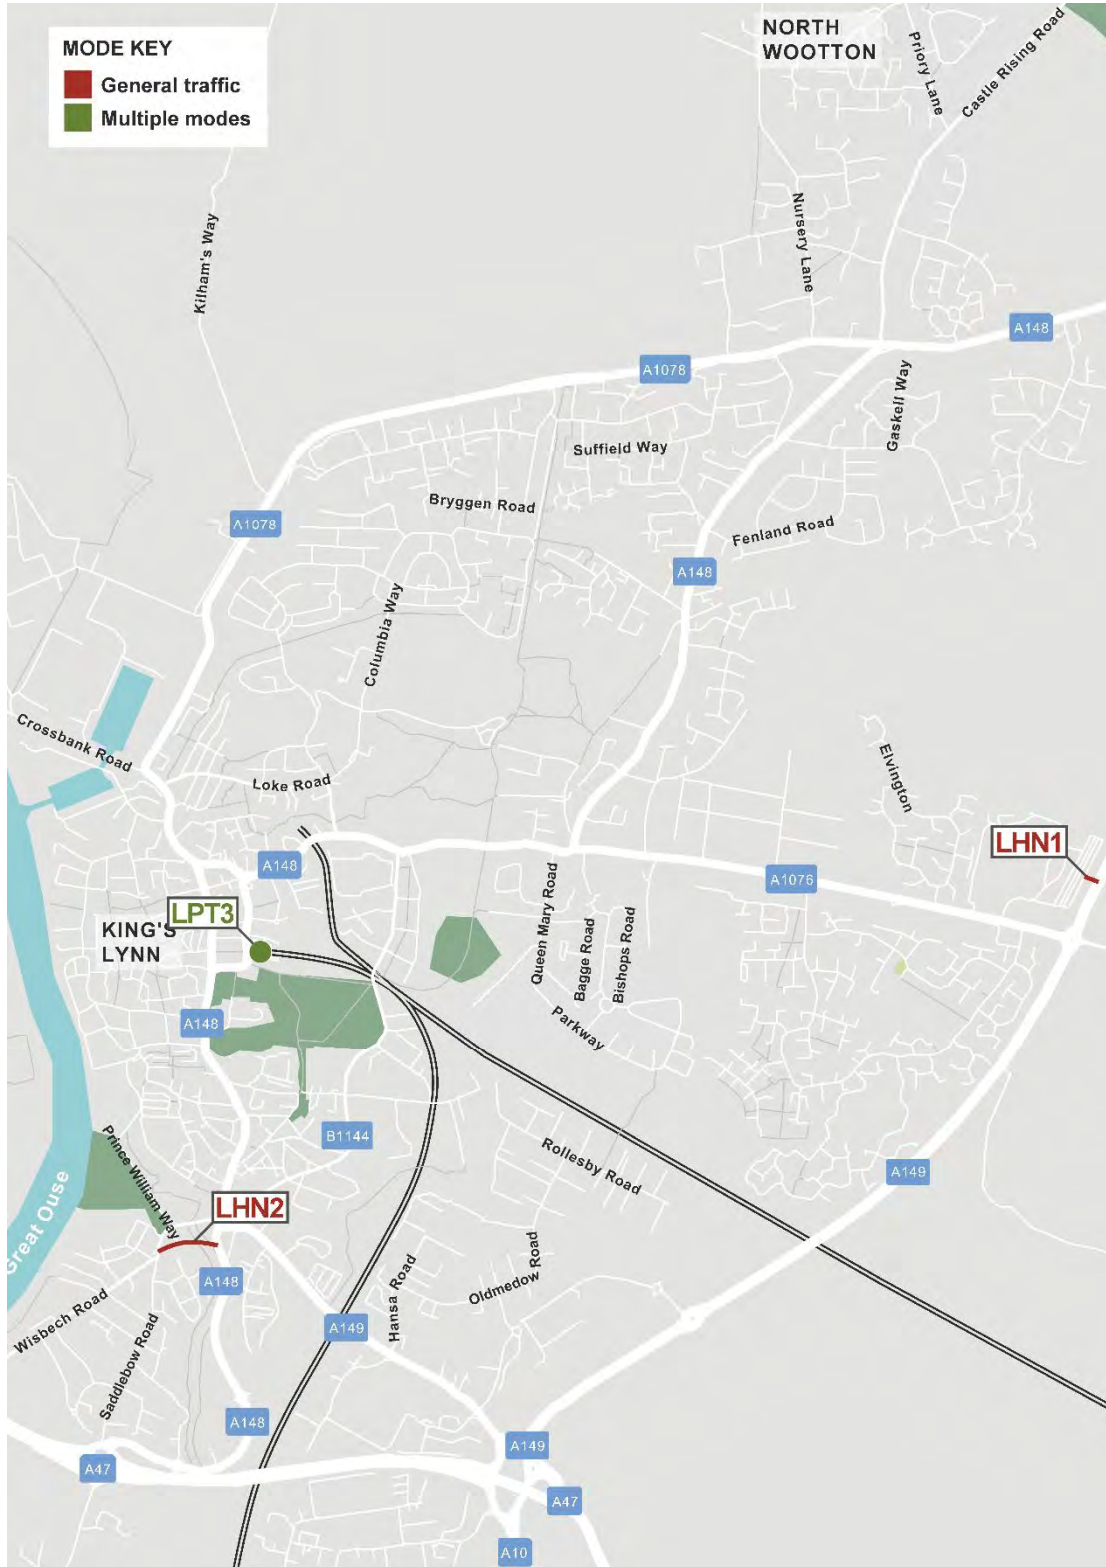 MODE KEY
General traffic
Multiple modes
NORTH
WOOTTON
Priory Lane
Castle Rising Road
Kilham's Way
Nursery Lane
A148
A1078
Gaskell Way
Suffield Way
Bryggen Road
A1078
Fenland Road
A148
Columbia Way
Crossbank Road
Elvington
Loke Road
LHN1
A148
A1076
LPT3
KING'S
LYNN
Queen Mary Road
Bagge Road
Bishops Road
A148
Parkway
B1144
Prince William Way
Rollesby Road
A149
Great Ouse
LHN2
A148
Hansa Road
Oldmedow Road
Wisbech Road
Saddlebow Road
A149
A148
A149
A47
A47
A10